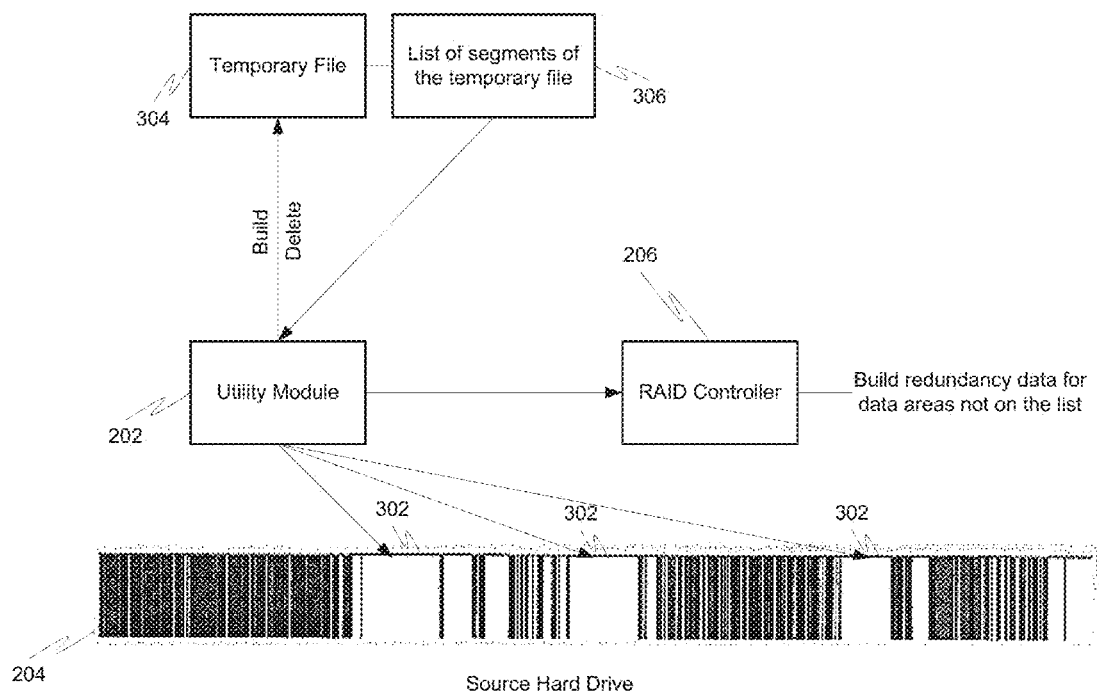 Temporary File
List of segments of
the temporary file
304
306
Build
Delete
206
Utility Module
RAID Controller
Build redundancy data for
data areas not on the list
202
302
302
302
204
Source Hard Drive